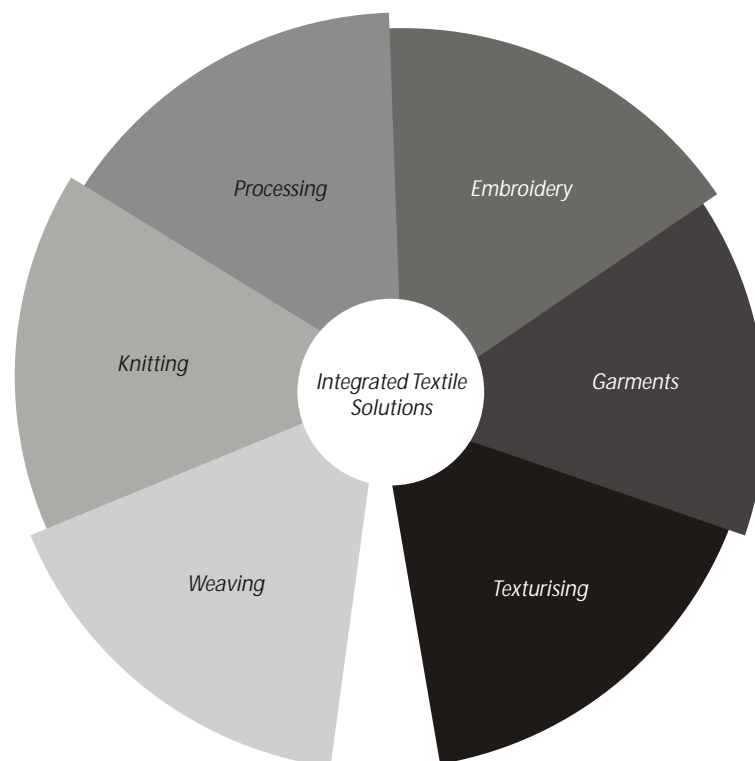 Processing
Embroidery
Knitting
Integrated Textile
Solutions
Garments
Weaving
Texturising